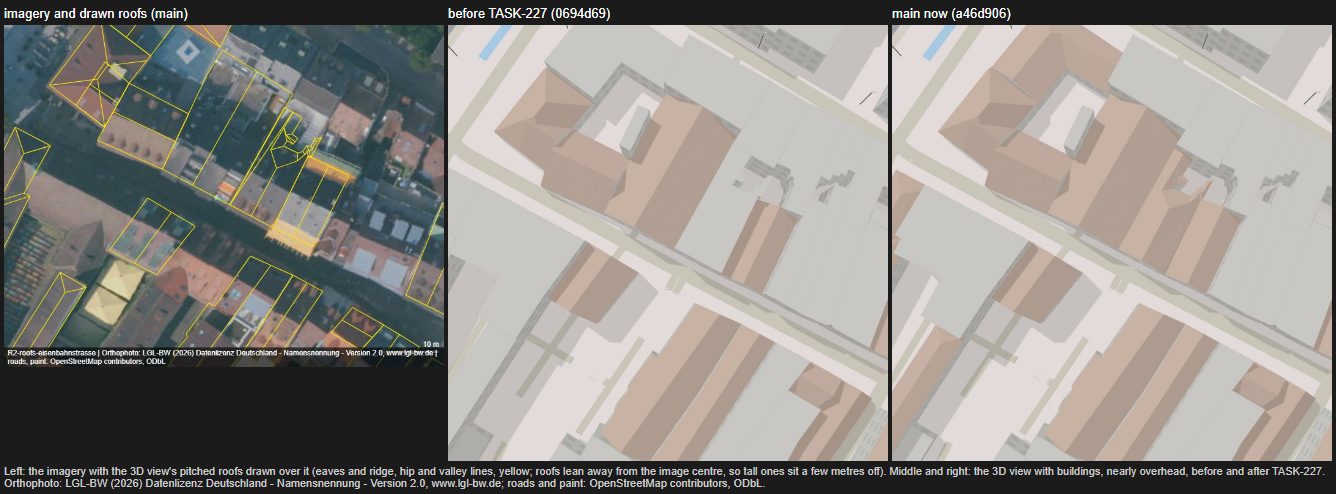 imagery and drawn roofs (main)
before TASK-227 (0694d69)
main now (a46d906)
10 m
R2-roofs-eisenbahnstrasse | Orthophoto: LGL-BW (2026) Datenlizenz Deutschland - Namensnennung - Version 2.0, www.lgl-bw.de |
roads, paint: OpenStreetMap contributors, ODbL
Left: the imagery with the 3D view's pitched roofs drawn over it (eaves and ridge, hip and valley lines, yellow; roofs lean away from the image centre, so tall ones sit a few metres off). Middle and right: the 3D view with buildings, nearly overhead, before and after TASK-227.
Orthophoto: LGL-BW (2026) Datenlizenz Deutschland - Namensnennung - Version 2.0, www.lgl-bw.de; roads and paint: OpenStreetMap contributors, ODbL.